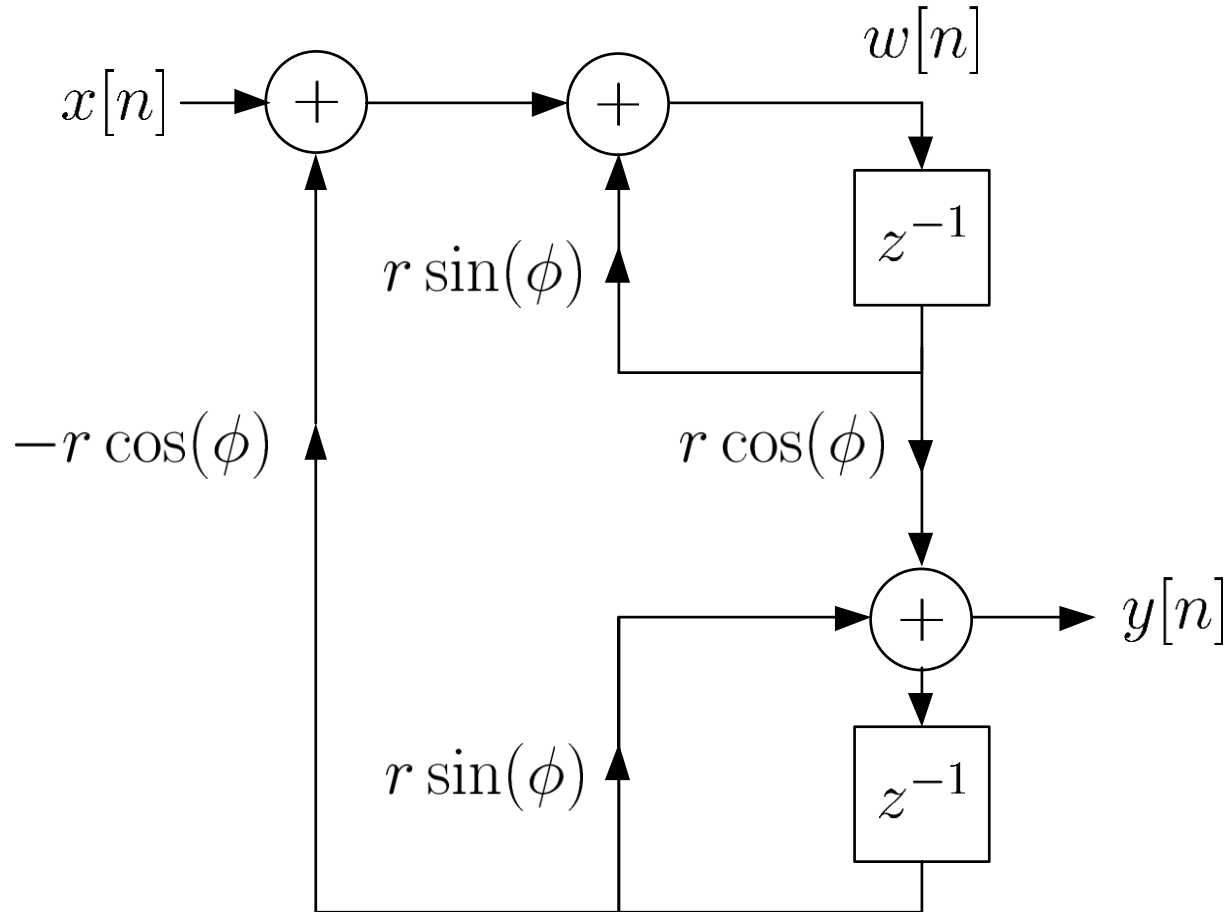 w[n]
x[n]
+
+
z⁻¹
r sin(ϕ)
−r cos(ϕ)
r cos(ϕ)
+
y[n]
r sin(ϕ)
z⁻¹